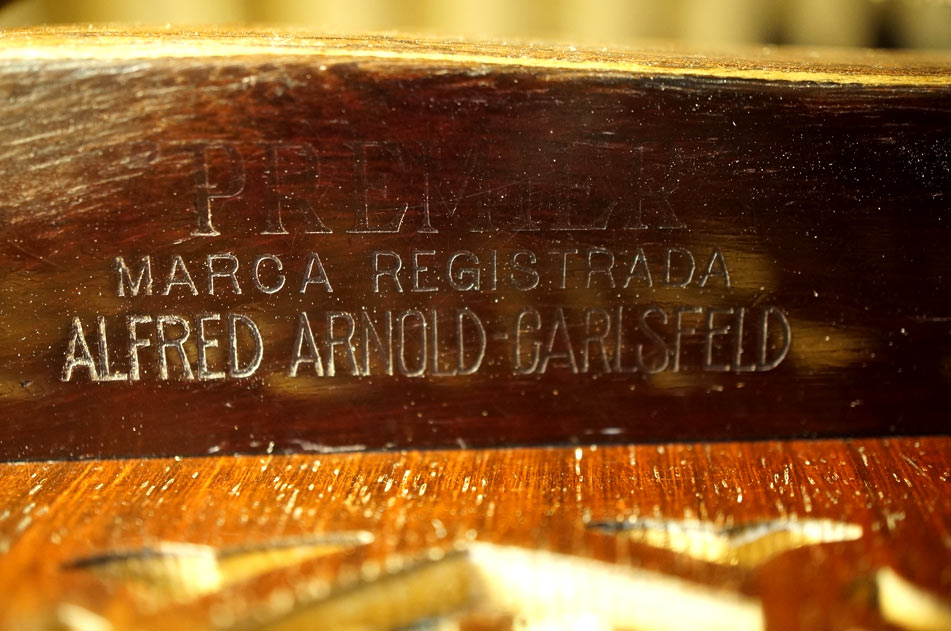 PREMIER
MARCA REGISTRADA
ALFRED ARNOLD-CARLSFELD